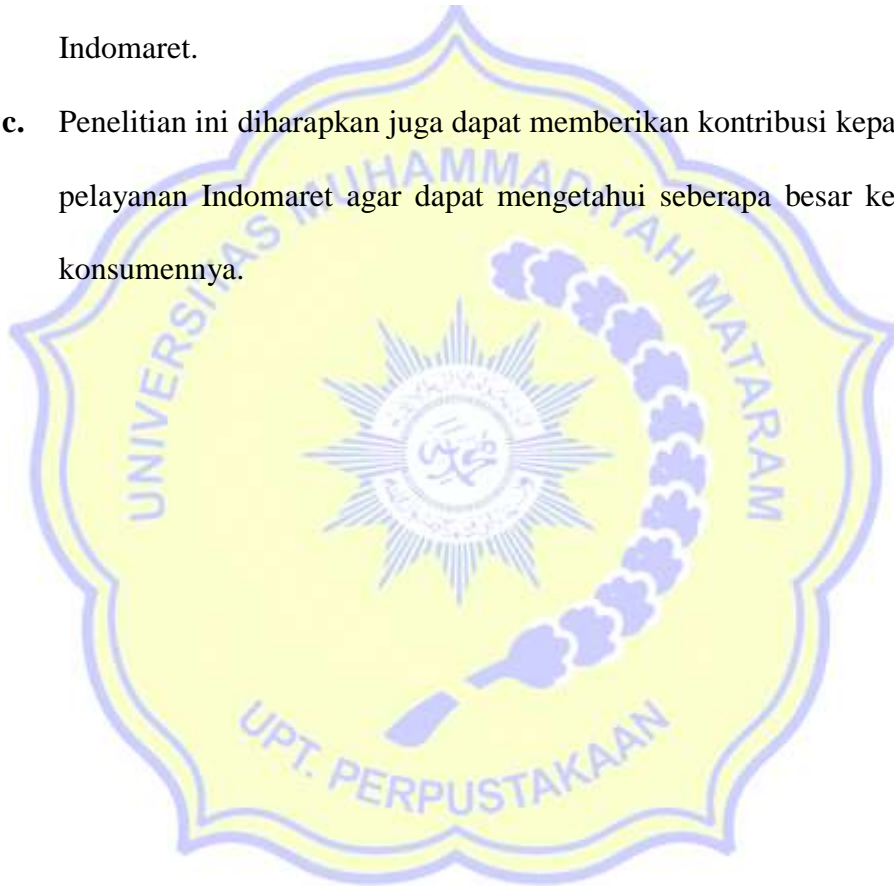 Indomaret.
c. Penelitian ini diharapkan juga dapat memberikan kontribusi kepa
pelayanan Indomaret agar dapat mengetahui seberapa besar ke
konsumennya.
UNIVERSITAS MUHAMMADIYAH MATARAM
UPT. PERPUSTAKAAN